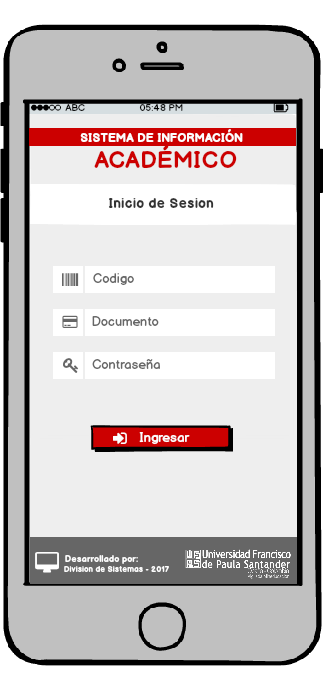 ABC 05:48 PM
SISTEMA DE INFORMACIÓN
ACADÉMICO
Inicio de Sesion
Codigo
Documento
Contraseña
Ingresar
Desarrollado por:
Division de Sistemas - 2017
Universidad Francisco
de Paula Santander